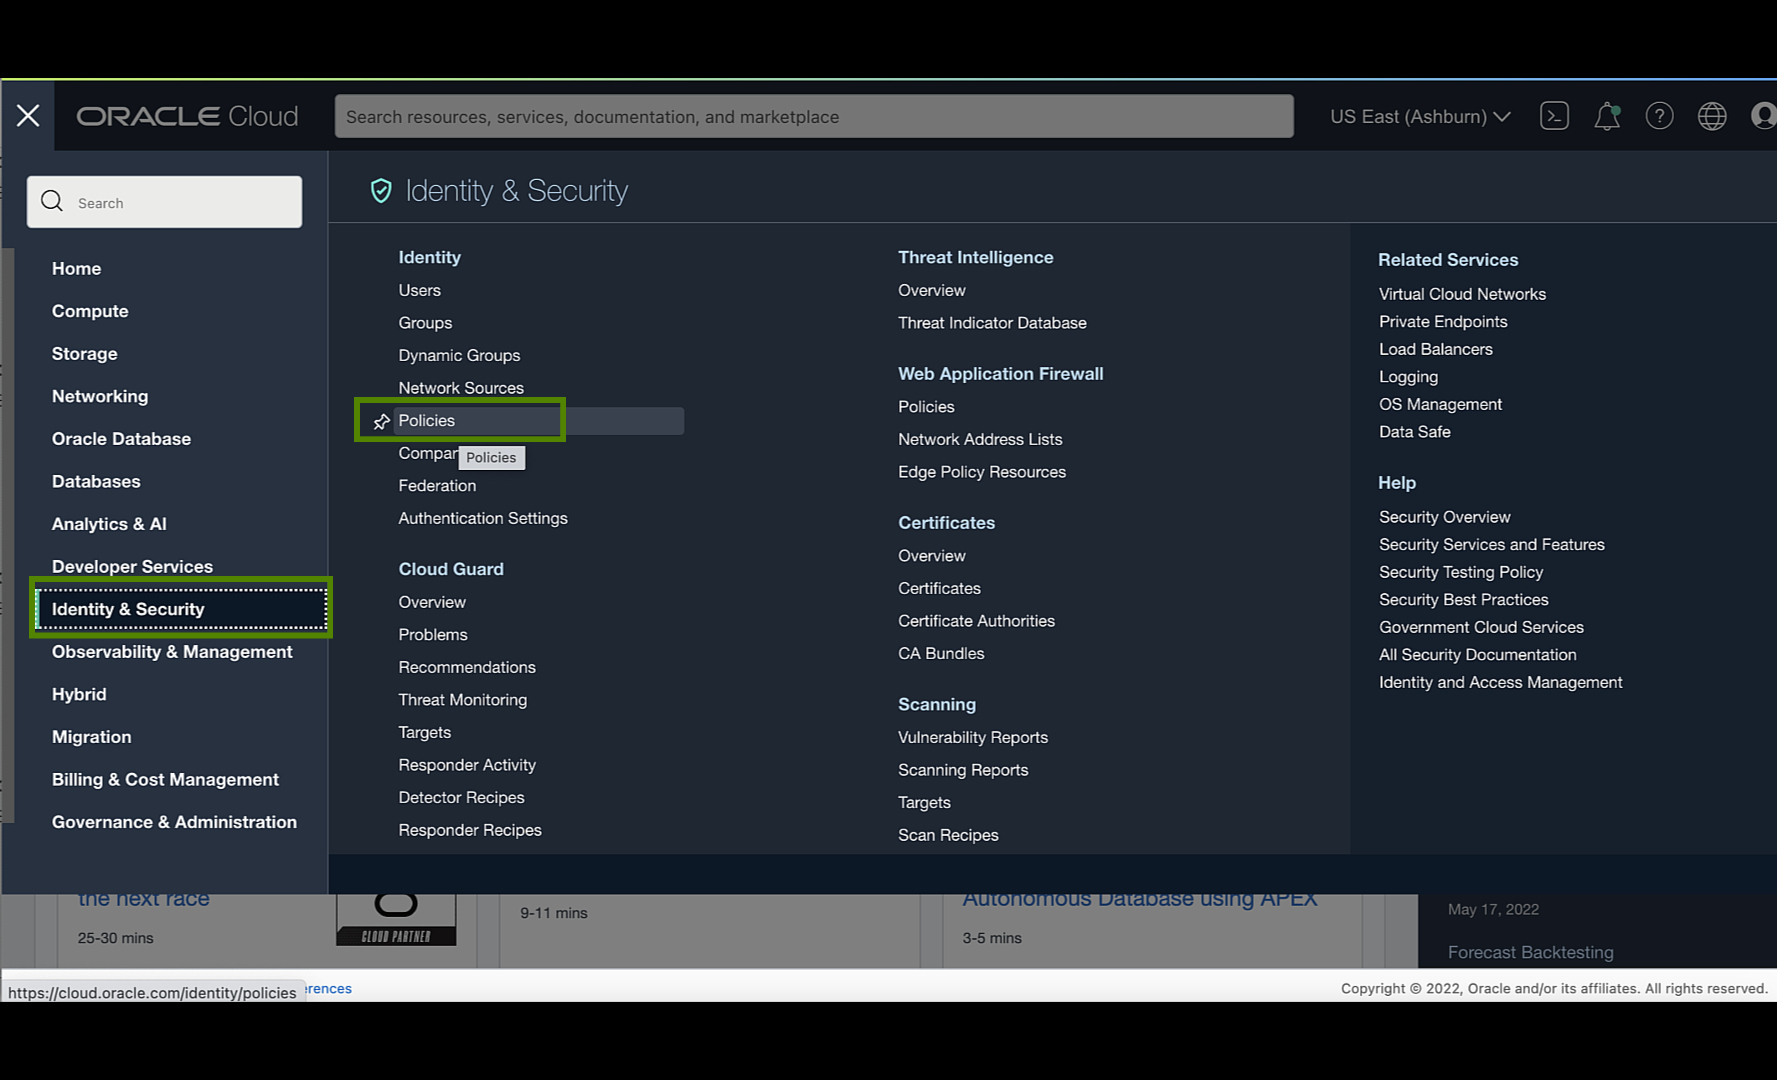 ORACLE Cloud
Search resources, services, documentation, and marketplace
US East (Ashburn)
Search
Home
Compute
Storage
Networking
Oracle Database
Databases
Analytics & AI
Developer Services
Identity & Security
Observability & Management
Hybrid
Migration
Billing & Cost Management
Governance & Administration
Identity & Security
Identity
Users
Groups
Dynamic Groups
Network Sources
Policies
Compar
Policies
Federation
Authentication Settings
Cloud Guard
Overview
Problems
Recommendations
Threat Monitoring
Targets
Responder Activity
Detector Recipes
Responder Recipes
Threat Intelligence
Overview
Threat Indicator Database
Web Application Firewall
Policies
Network Address Lists
Edge Policy Resources
Certificates
Overview
Certificates
Certificate Authorities
CA Bundles
Scanning
Vulnerability Reports
Scanning Reports
Targets
Scan Recipes
Related Services
Virtual Cloud Networks
Private Endpoints
Load Balancers
Logging
OS Management
Data Safe
Help
Security Overview
Security Services and Features
Security Testing Policy
Security Best Practices
Government Cloud Services
All Security Documentation
Identity and Access Management
the next race
25-30 mins
CLOUD PARTNER
9-11 mins
Autonomous Database using APEX
3-5 mins
May 17, 2022
Forecast Backtesting
https://cloud.oracle.com/identity/policies
erences
Copyright © 2022, Oracle and/or its affiliates. All rights reserved.